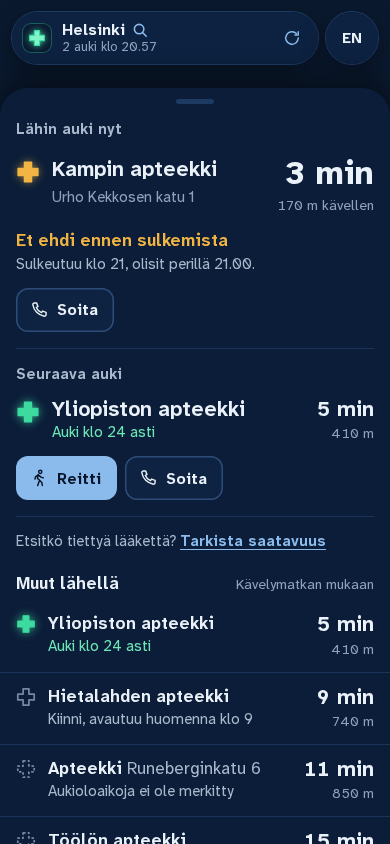 Helsinki
2 auki klo 20.57
EN
Lähin auki nyt
Kampin apteekki
3 min
Urho Kekkosen katu 1
170 m kävellen
Et ehdi ennen sulkemista
Sulkeutuu klo 21, olisit perillä 21.00.
Soita
Seuraava auki
Yliopiston apteekki
5 min
Auki klo 24 asti
410 m
Reitti
Soita
Etsitkö tiettyä lääkettä? Tarkista saatavuus
Muut lähellä
Kävelymatkan mukaan
Yliopiston apteekki
5 min
Auki klo 24 asti
410 m
Hietalahden apteekki
9 min
Kiinni, avautuu huomenna klo 9
740 m
Apteekki Runeberginkatu 6
11 min
Aukioloaikoja ei ole merkitty
850 m
Töölön apteekki
15 min